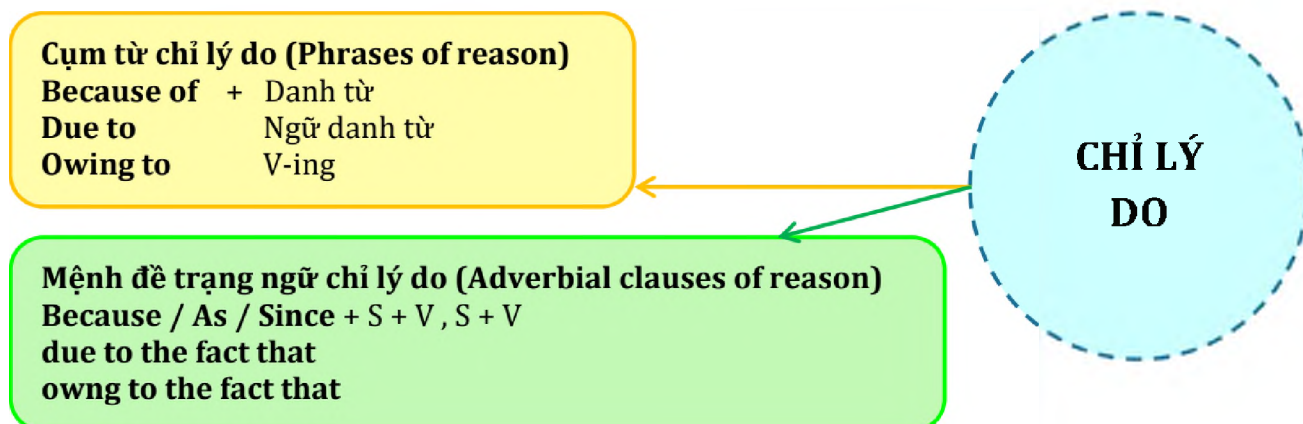 Cụm từ chỉ lý do (Phrases of reason)
Because of + Danh từ
Due to Ngữ danh từ
Owing to V-ing
CHỈ LÝ
DO
Mệnh đề trạng ngữ chỉ lý do (Adverbial clauses of reason)
Because / As / Since + S + V , S + V
due to the fact that
owng to the fact that